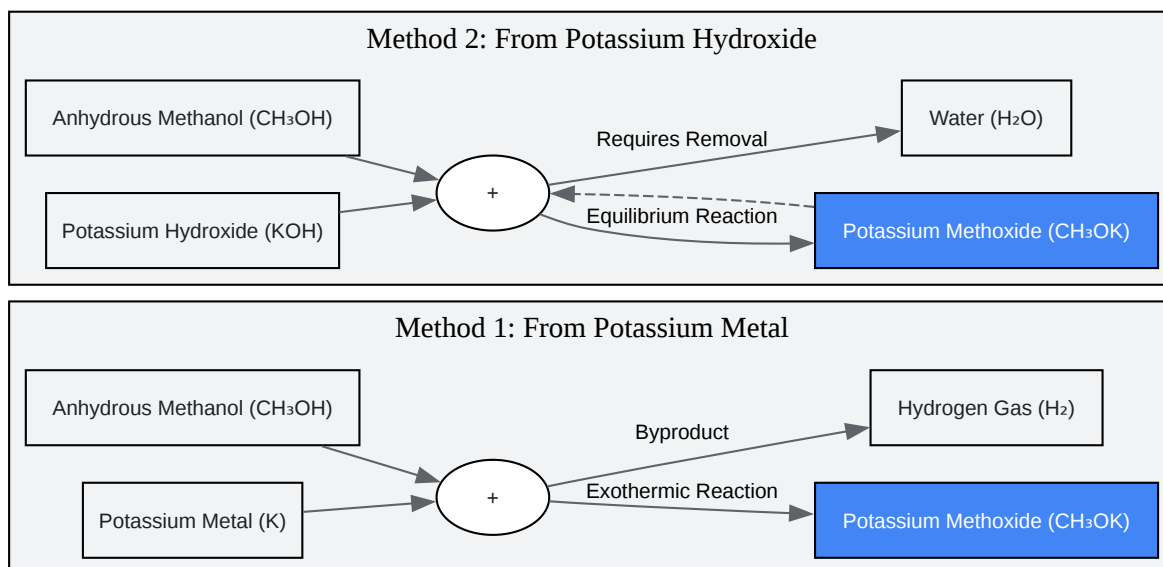 Method 2: From Potassium Hydroxide
Anhydrous Methanol (CH₃OH)
Water (H₂O)
Requires Removal
+
Equilibrium Reaction
Potassium Hydroxide (KOH)
Potassium Methoxide (CH₃OK)
Method 1: From Potassium Metal
Anhydrous Methanol (CH₃OH)
Hydrogen Gas (H₂)
Byproduct
+
Exothermic Reaction
Potassium Metal (K)
Potassium Methoxide (CH₃OK)